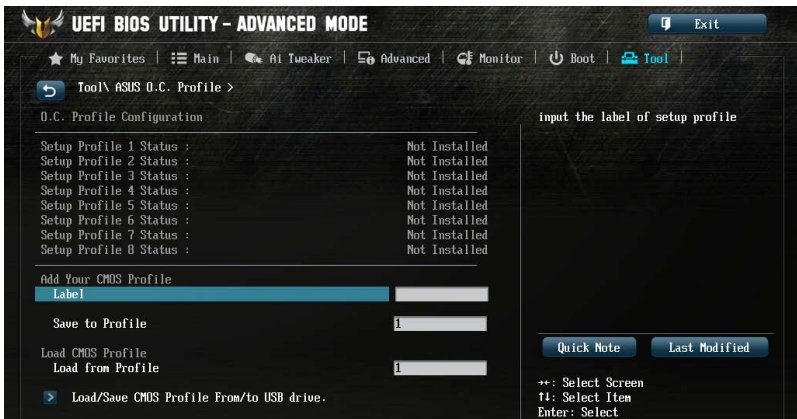 UEFI BIOS UTILITY – ADVANCED MODE
Exit
My Favorites | Main | Ai Tweaker | Advanced | Monitor | Boot | Tool |
Tool\ ASUS O.C. Profile >
O.C. Profile Configuration
input the label of setup profile
Setup Profile 1 Status : Not Installed
Setup Profile 2 Status : Not Installed
Setup Profile 3 Status : Not Installed
Setup Profile 4 Status : Not Installed
Setup Profile 5 Status : Not Installed
Setup Profile 6 Status : Not Installed
Setup Profile 7 Status : Not Installed
Setup Profile 8 Status : Not Installed
Add Your CMOS Profile
Label
Save to Profile 1
Load CMOS Profile
Load from Profile 1
Load/Save CMOS Profile From/to USB drive.
Quick Note
Last Modified
→←: Select Screen
↑↓: Select Item
Enter: Select